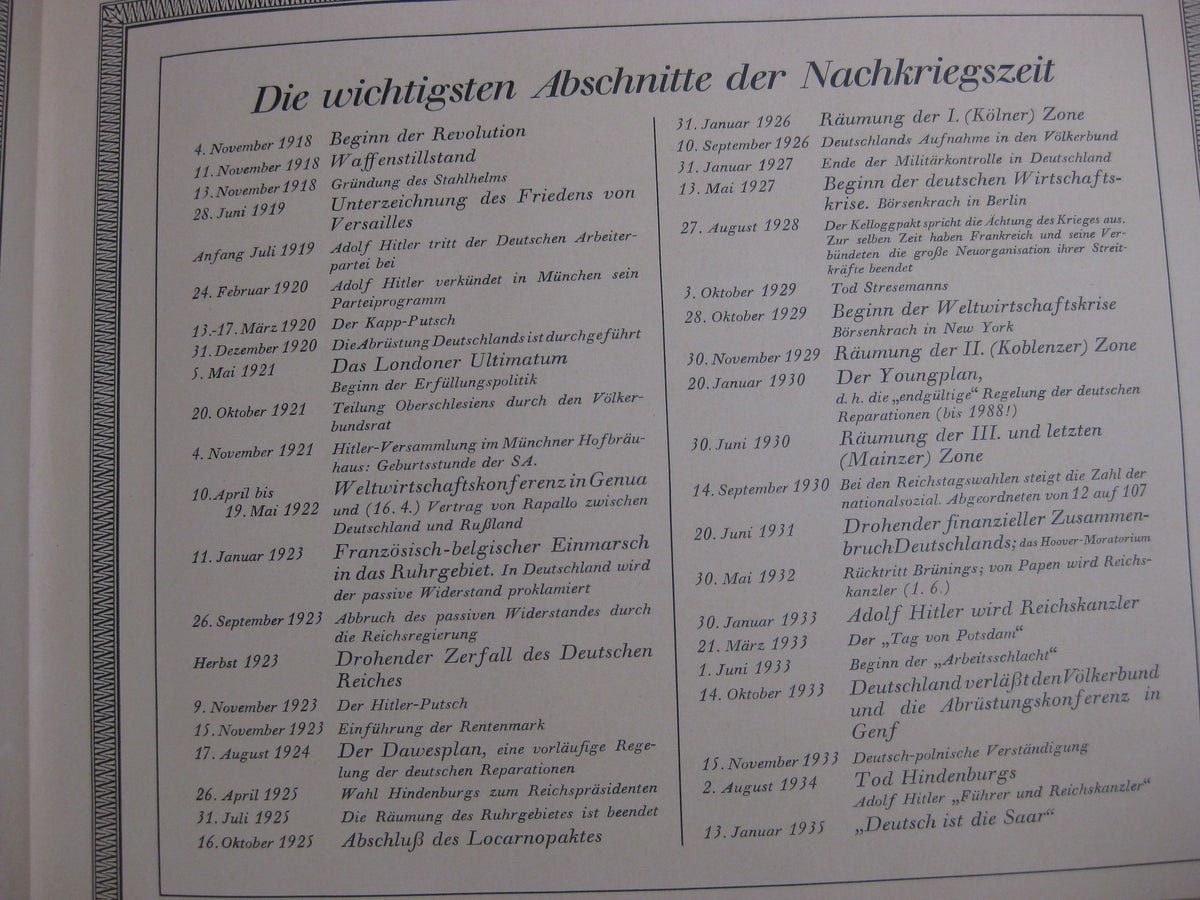 Die wichtigsten Abschnitte der Nachkriegszeit
4. November 1918 Beginn der Revolution
11. November 1918 Waffenstillstand
13. November 1918 Gründung des Stahlhelms
28. Juni 1919 Unterzeichnung des Friedens von
Versailles
Anfang Juli 1919 Adolf Hitler tritt der Deutschen Arbeiter-
partei bei
24. Februar 1920 Adolf Hitler verkündet in München sein
Parteiprogramm
13.-17. März 1920 Der Kapp-Putsch
31. Dezember 1920 Die Abrüstung Deutschlands ist durchgeführt
5. Mai 1921 Das Londoner Ultimatum
Beginn der Erfüllungspolitik
20. Oktober 1921 Teilung Oberschlesiens durch den Völker-
bundsrat
4. November 1921 Hitler-Versammlung im Münchner Hofbräu-
haus: Geburtsstunde der SA.
10. April bis Weltwirtschaftskonferenz in Genua
19. Mai 1922 und (16. 4.) Vertrag von Rapallo zwischen
Deutschland und Rußland
11. Januar 1923 Französisch-belgischer Einmarsch
in das Ruhrgebiet. In Deutschland wird
der passive Widerstand proklamiert
26. September 1923 Abbruch des passiven Widerstandes durch
die Reichsregierung
Herbst 1923 Drohender Zerfall des Deutschen
Reiches
9. November 1923 Der Hitler-Putsch
15. November 1923 Einführung der Rentenmark
17. August 1924 Der Dawesplan, eine vorläufige Rege-
lung der deutschen Reparationen
26. April 1925 Wahl Hindenburgs zum Reichspräsidenten
31. Juli 1925 Die Räumung des Ruhrgebietes ist beendet
16. Oktober 1925 Abschluß des Locarnopaktes
31. Januar 1926 Räumung der I. (Kölner) Zone
10. September 1926 Deutschlands Aufnahme in den Völkerbund
31. Januar 1927 Ende der Militärkontrolle in Deutschland
13. Mai 1927 Beginn der deutschen Wirtschafts-
krise. Börsenkrach in Berlin
27. August 1928 Der Kelloggpakt spricht die Ächtung des Krieges aus.
Zur selben Zeit haben Frankreich und seine Ver-
bündeten die große Neuorganisation ihrer Streit-
kräfte beendet
3. Oktober 1929 Tod Stresemanns
28. Oktober 1929 Beginn der Weltwirtschaftskrise
Börsenkrach in New York
30. November 1929 Räumung der II. (Koblenzer) Zone
20. Januar 1930 Der Youngplan,
d. h. die „endgültige“ Regelung der deutschen
Reparationen (bis 1988!)
30. Juni 1930 Räumung der III. und letzten
(Mainzer) Zone
14. September 1930 Bei den Reichstagswahlen steigt die Zahl der
nationalsozial. Abgeordneten von 12 auf 107
20. Juni 1931 Drohender finanzieller Zusammen-
bruch Deutschlands; das Hoover-Moratorium
30. Mai 1932 Rücktritt Brünings; von Papen wird Reichs-
kanzler (1. 6.)
30. Januar 1933 Adolf Hitler wird Reichskanzler
21. März 1933 Der „Tag von Potsdam“
1. Juni 1933 Beginn der „Arbeitsschlacht“
14. Oktober 1933 Deutschland verläßt den Völkerbund
und die Abrüstungskonferenz in
Genf
15. November 1933 Deutsch-polnische Verständigung
2. August 1934 Tod Hindenburgs
Adolf Hitler „Führer und Reichskanzler“
13. Januar 1935 „Deutsch ist die Saar“